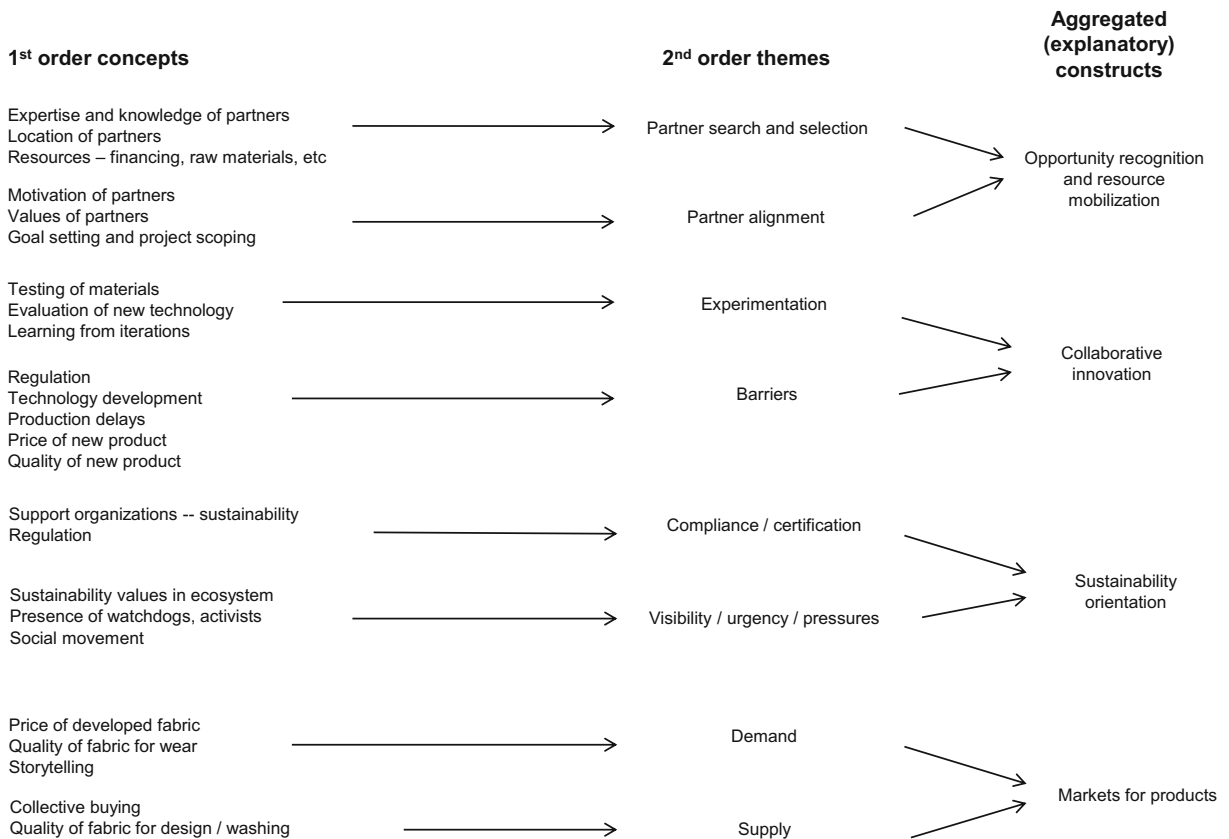 Aggregated
(explanatory)
constructs
1st order concepts
2nd order themes
Expertise and knowledge of partners
Location of partners
Resources – financing, raw materials, etc
Partner search and selection
Opportunity recognition
and resource
mobilization
Motivation of partners
Values of partners
Goal setting and project scoping
Partner alignment
Testing of materials
Evaluation of new technology
Learning from iterations
Experimentation
Collaborative
innovation
Regulation
Technology development
Production delays
Price of new product
Quality of new product
Barriers
Support organizations -- sustainability
Regulation
Compliance / certification
Sustainability
orientation
Sustainability values in ecosystem
Presence of watchdogs, activists
Social movement
Visibility / urgency / pressures
Price of developed fabric
Quality of fabric for wear
Storytelling
Demand
Markets for products
Collective buying
Quality of fabric for design / washing
Supply